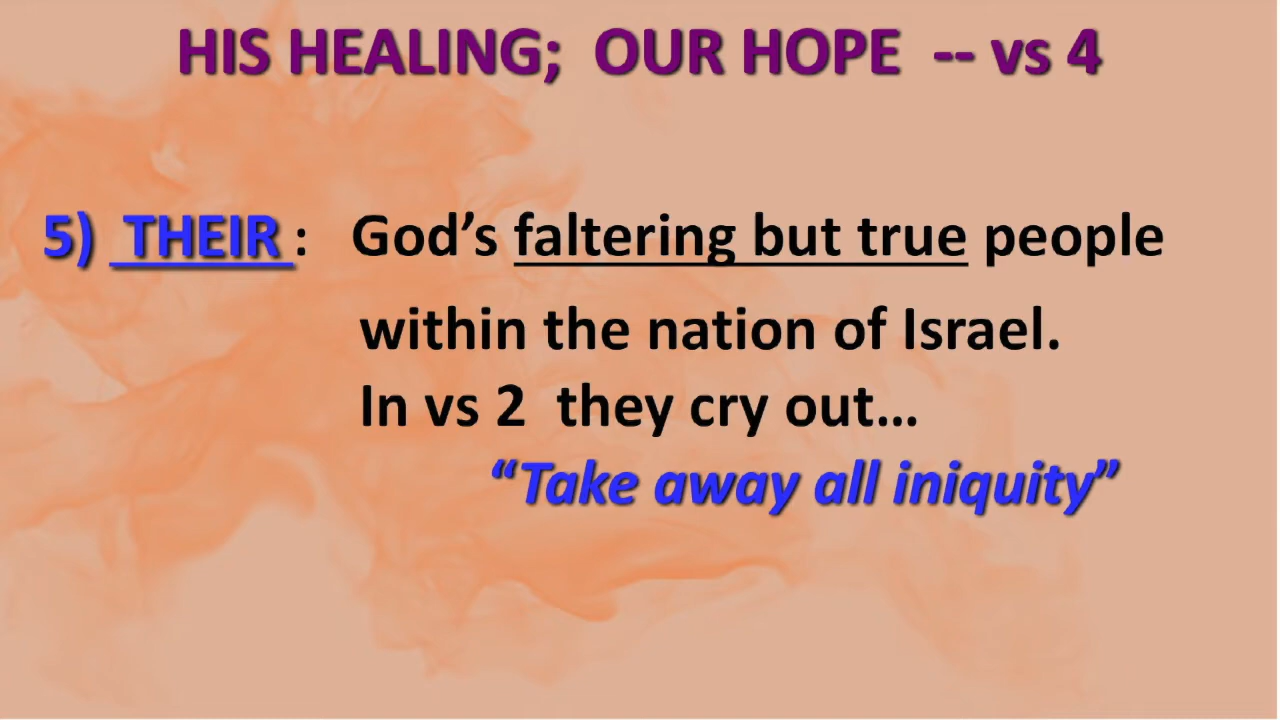 HIS HEALING; OUR HOPE -- vs 4
5) THEIR : God’s faltering but true people
within the nation of Israel.
In vs 2 they cry out…
“Take away all iniquity”